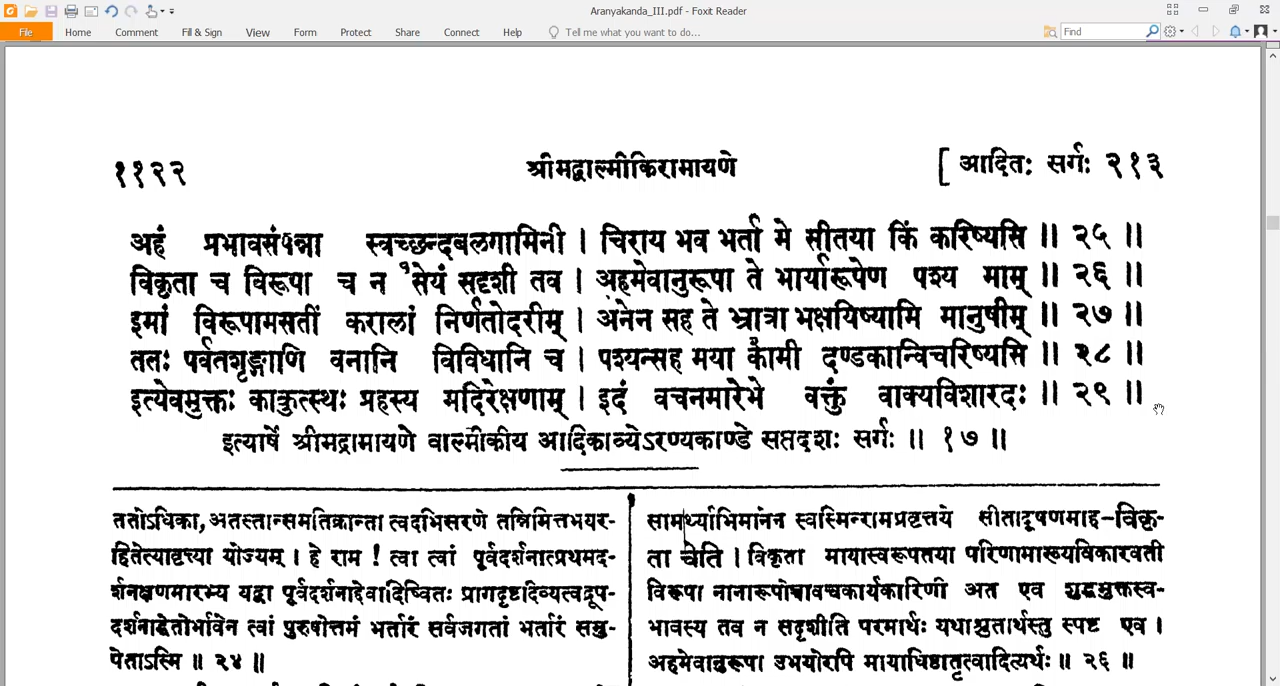 Aranyakanda_III.pdf - Foxit Reader
File Home Comment Fill & Sign View Form Protect Share Connect Help Tell me what you want to do... Find
११२२ श्रीमद्वाल्मीकिरामायणे [ आदितः सर्गः २१३
अहं प्रभावसंपन्ना स्वच्छन्दबलगामिनी । चिराय भव भर्ता मे सीतया किं करिष्यसि ॥ २५ ॥
विकृता च विरूपा च न १सेयं सदृशी तव । अहमेवानुरूपा ते भार्यारूपेण पश्य माम् ॥ २६ ॥
इमां विरूपामसतीं करालां निर्णतोदरीम् । अनेन सह ते भ्रात्रा भक्षयिष्यामि मानुषीम् ॥ २७ ॥
ततः पर्वतशृङ्गाणि वनानि विविधानि च । पश्यन्सह मया कामी दण्डकान्विचरिष्यसि ॥ २८ ॥
इत्येवमुक्तः काकुत्स्थः प्रहस्य मदिरेक्षणाम् । इदं वचनमारेभे वक्तुं वाक्यविशारदः ॥ २९ ॥
इत्यार्षे श्रीमद्रामायणे वाल्मीकीय आदिकाव्येऽरण्यकाण्डे सप्तदशः सर्गः ॥ १७ ॥
ततोऽधिका, अतस्तान्समतिक्रान्ता त्वदभिसरणे तन्निमित्तभयर-
हितेत्यावृत्त्या योज्यम् । हे राम ! त्वा त्वां पूर्वदर्शनात्प्रथमद-
र्शनक्षणमारभ्य यद्वा पूर्वदर्शनादेवादिष्वितः प्रागदृष्टदिव्यत्वद्रूप-
दर्शनाद्धेतोर्भावेन त्वां पुरुषोत्तमं भर्तारं सर्वजगतां भर्तारं समु-
पेताऽस्मि ॥ २४ ॥
सामर्थ्याभिमानेन स्वस्मिन्रामप्रवृत्तये सीतादूषणमाह-विकृ-
ता चेति । विकृता मायास्वरूपतया परिणामाख्यविकारवती
विरूपा नानारूपोच्चावचकार्यकारिणी अत एव शुद्धमुक्तस्व-
भावस्य तव न सदृशीति परमार्थः यथाश्रुतार्थस्तु स्पष्ट एव ।
अहमेवानुरूपा उभयोरपि मायाधिष्ठातृत्वादित्यर्थः ॥ २६ ॥